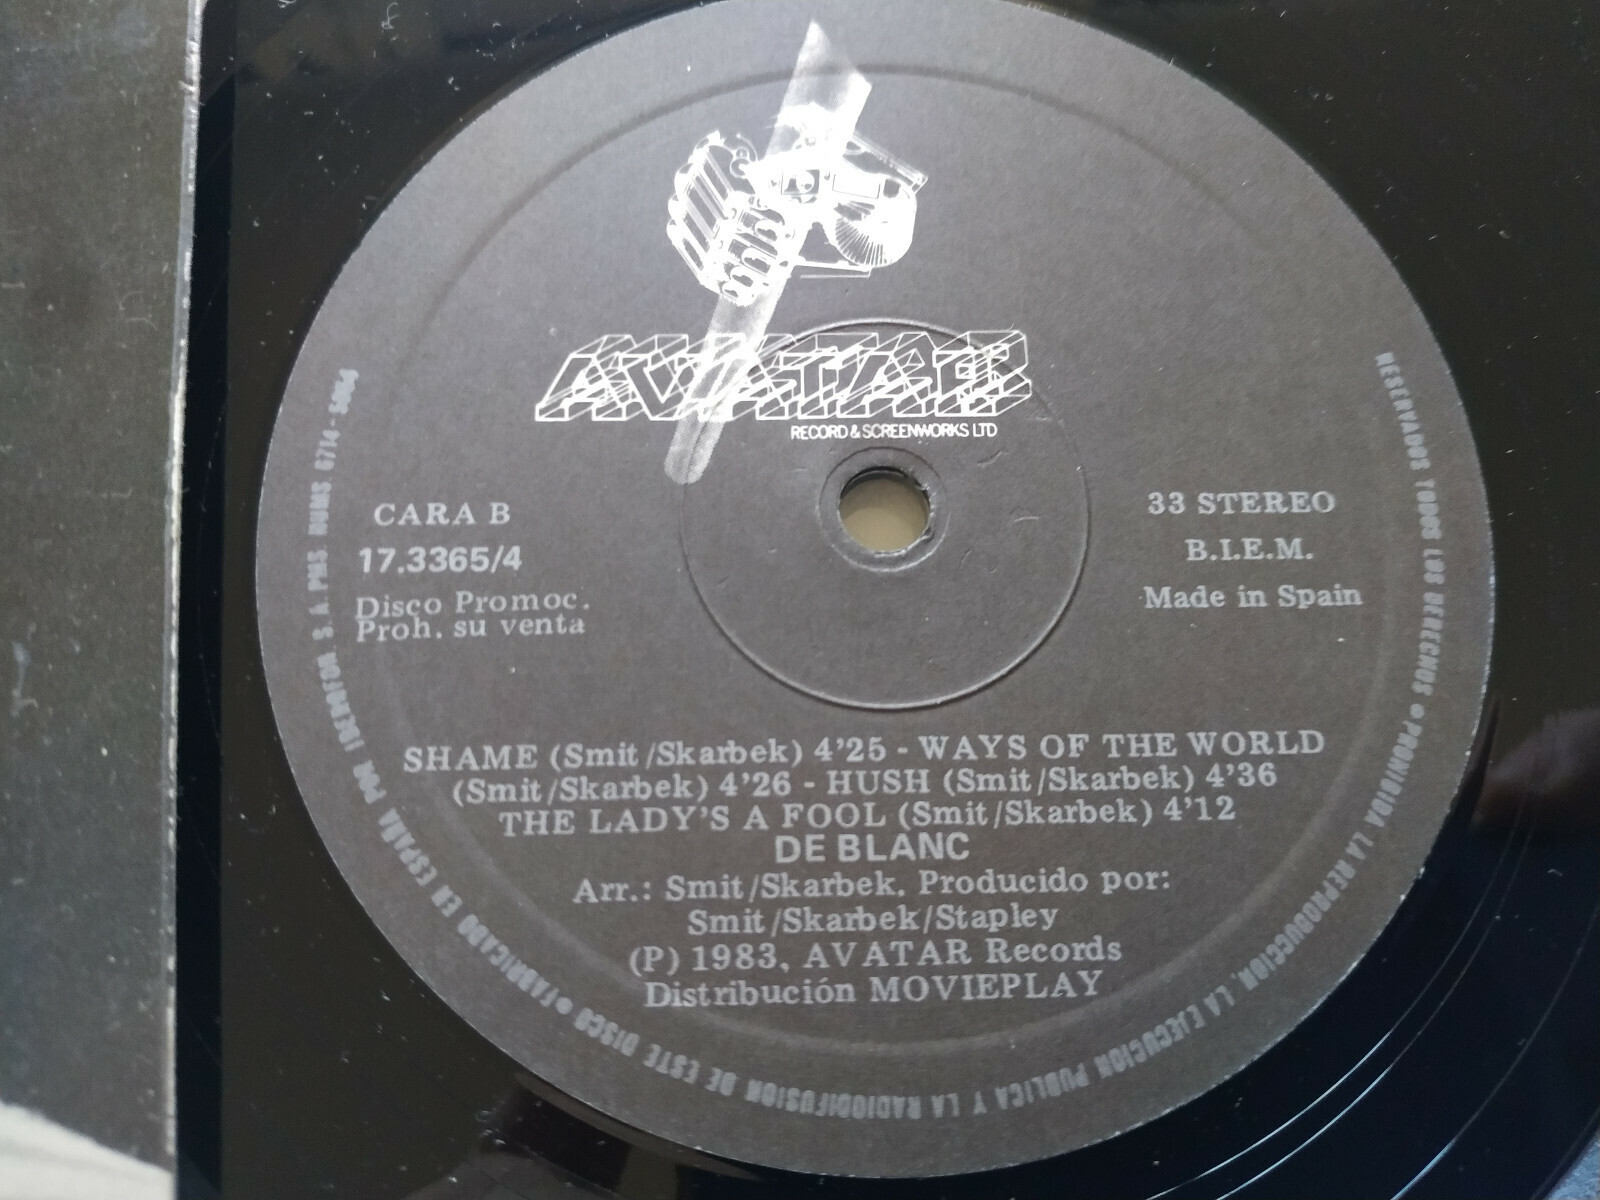 AVATAR
RECORD & SCREENWORKS LTD
CARA B
17.3365/4
Disco Promoc.
Proh. su venta
33 STEREO
B.I.E.M.
Made in Spain
SHAME (Smit/Skarbek) 4'25 - WAYS OF THE WORLD
(Smit/Skarbek) 4'26 - HUSH (Smit/Skarbek) 4'36
THE LADY'S A FOOL (Smit/Skarbek) 4'12
DE BLANC
Arr.: Smit/Skarbek. Producido por:
Smit/Skarbek/Stapley
(P) 1983, AVATAR Records
Distribución MOVIEPLAY
RESERVADOS TODOS LOS DERECHOS • PROHIBIDA LA REPRODUCCION, LA EJECUCION PUBLICA Y LA RADIODIFUSION DE ESTE DISCO • FABRICADO EN ESPAÑA POR S.A.